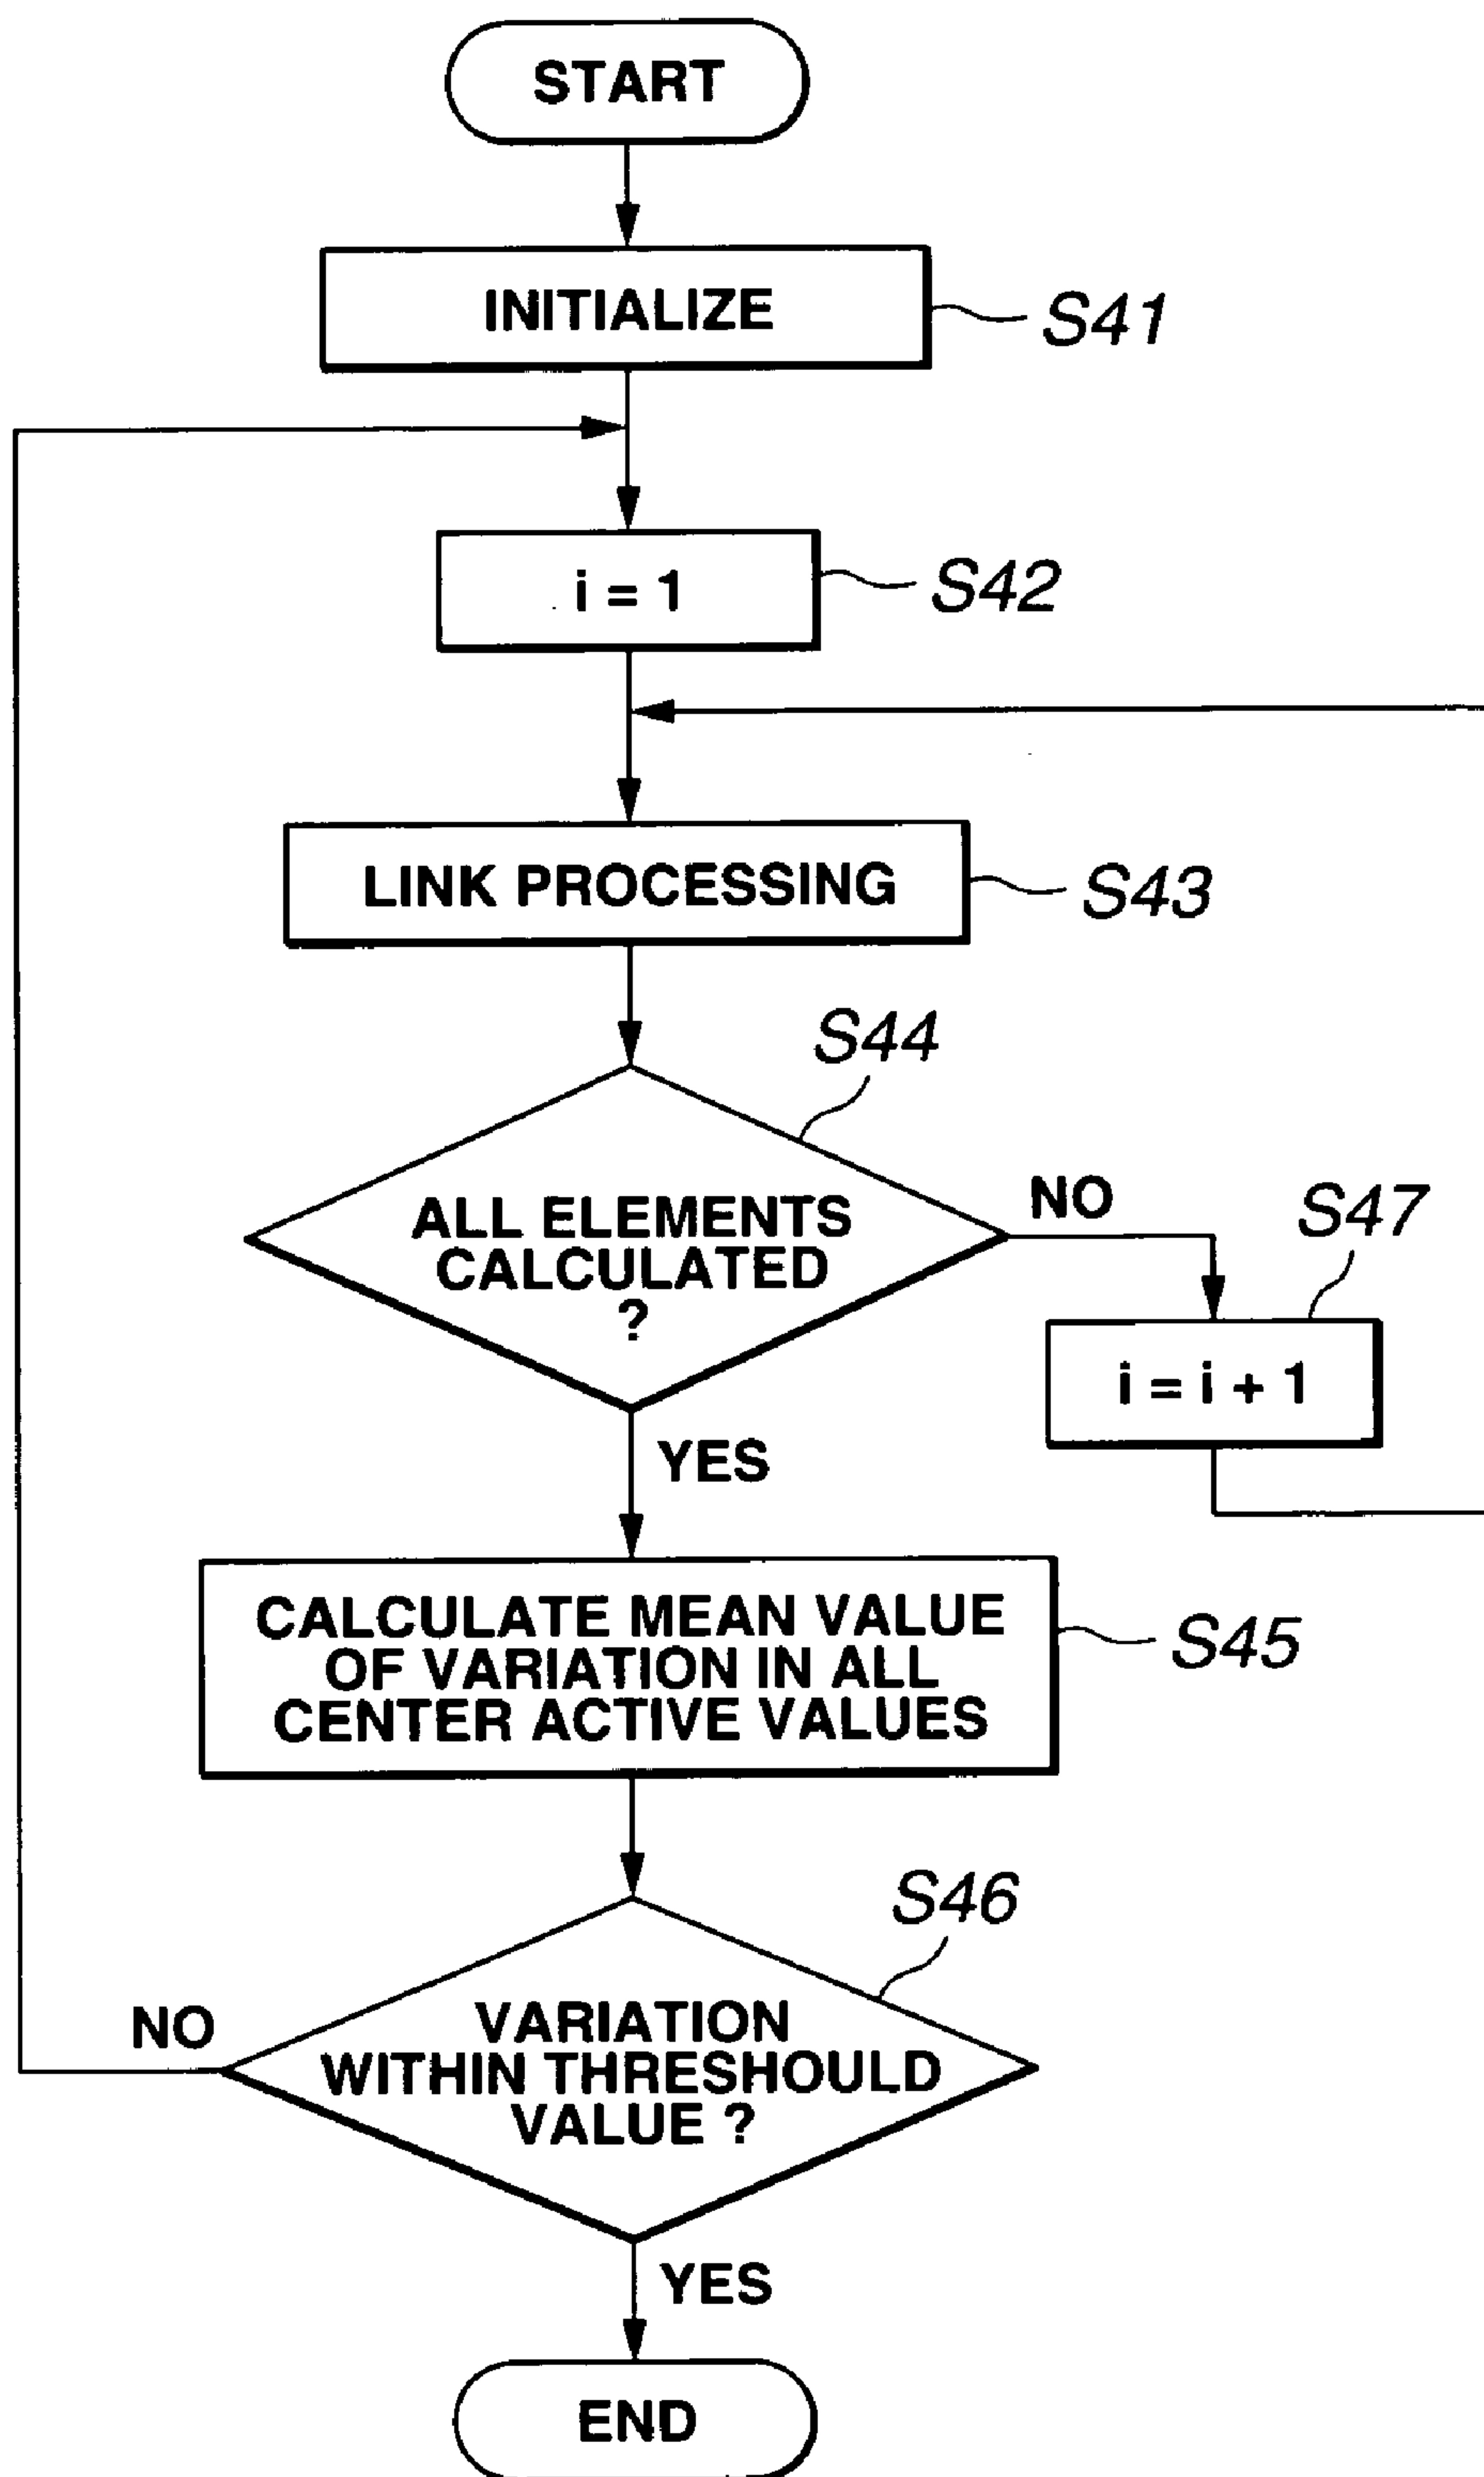 START
INITIALIZE
S41
i = 1
S42
LINK PROCESSING
S43
S44
ALL ELEMENTS
CALCULATED
?
NO
S47
i = i + 1
YES
CALCULATE MEAN VALUE
OF VARIATION IN ALL
CENTER ACTIVE VALUES
S45
S46
VARIATION
WITHIN THRESHOULD
VALUE ?
NO
YES
END